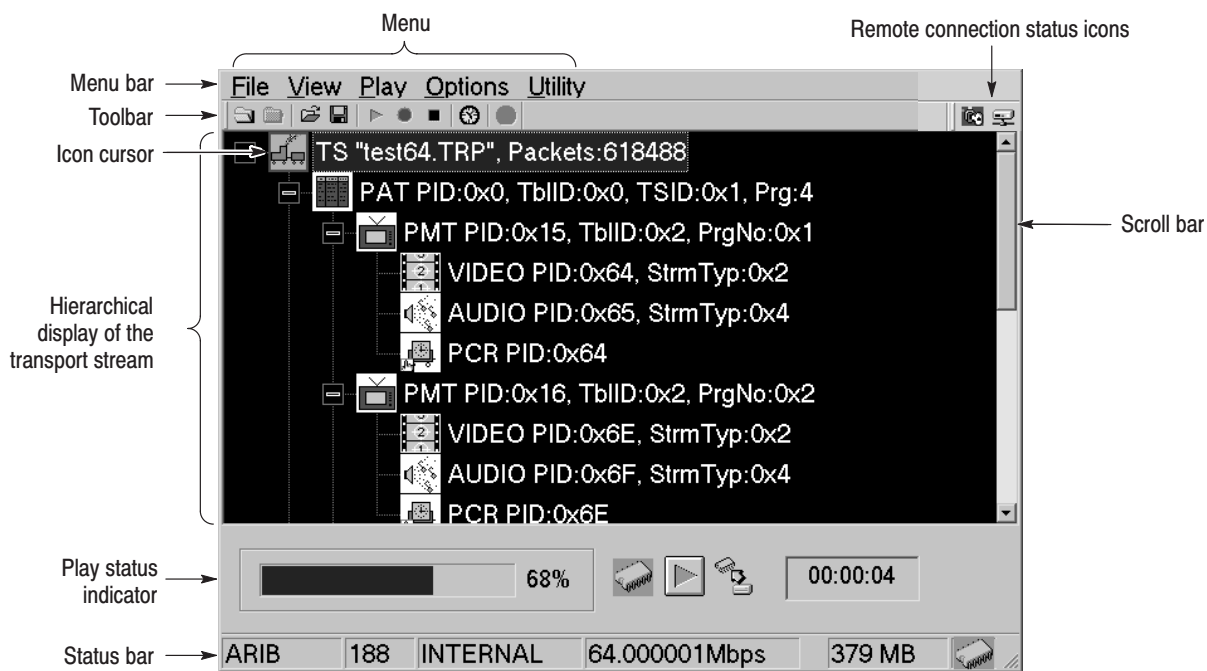 Menu
Remote connection status icons
Menu bar
File View Play Options Utility
Toolbar
Icon cursor
TS "test64.TRP", Packets:618488
PAT PID:0x0, TblID:0x0, TSID:0x1, Prg:4
PMT PID:0x15, TblID:0x2, PrgNo:0x1
Scroll bar
VIDEO PID:0x64, StrmTyp:0x2
AUDIO PID:0x65, StrmTyp:0x4
PCR PID:0x64
Hierarchical
display of the
transport stream
PMT PID:0x16, TblID:0x2, PrgNo:0x2
VIDEO PID:0x6E, StrmTyp:0x2
AUDIO PID:0x6F, StrmTyp:0x4
PCR PID:0x6E
Play status
indicator
68%
00:00:04
Status bar
ARIB 188 INTERNAL 64.000001Mbps 379 MB